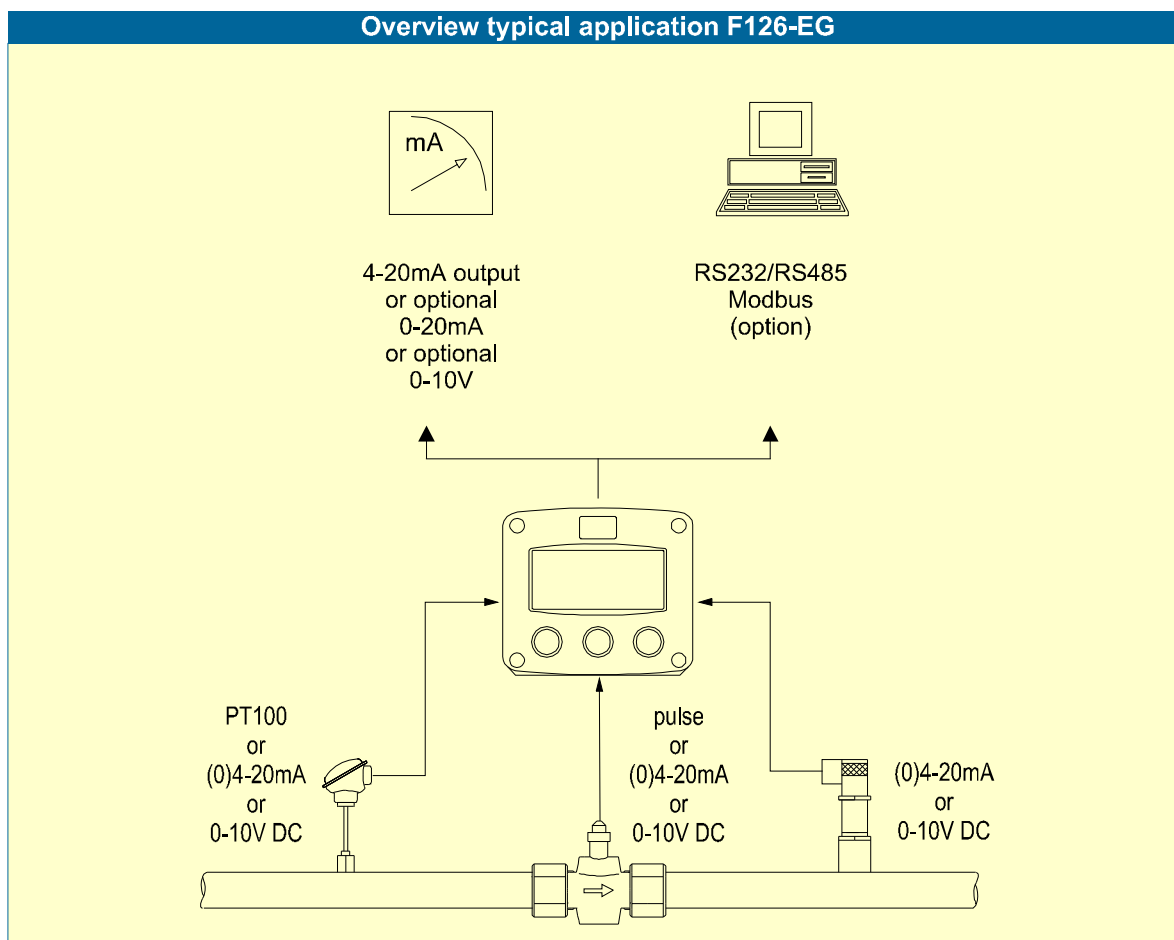 Overview typical application F126-EG
mA
4-20mA output
or optional
0-20mA
or optional
0-10V
RS232/RS485
Modbus
(option)
PT100
or
(0)4-20mA
or
0-10V DC
pulse
or
(0)4-20mA
or
0-10V DC
(0)4-20mA
or
0-10V DC